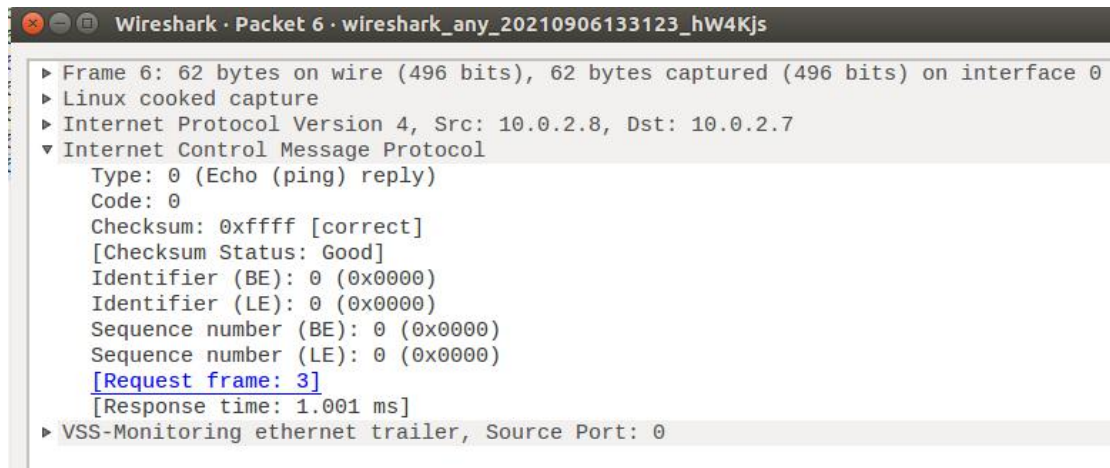 Wireshark · Packet 6 · wireshark_any_20210906133123_hW4Kjs
Frame 6: 62 bytes on wire (496 bits), 62 bytes captured (496 bits) on interface 0
Linux cooked capture
Internet Protocol Version 4, Src: 10.0.2.8, Dst: 10.0.2.7
Internet Control Message Protocol
Type: 0 (Echo (ping) reply)
Code: 0
Checksum: 0xffff [correct]
[Checksum Status: Good]
Identifier (BE): 0 (0x0000)
Identifier (LE): 0 (0x0000)
Sequence number (BE): 0 (0x0000)
Sequence number (LE): 0 (0x0000)
[Request frame: 3]
[Response time: 1.001 ms]
VSS-Monitoring ethernet trailer, Source Port: 0